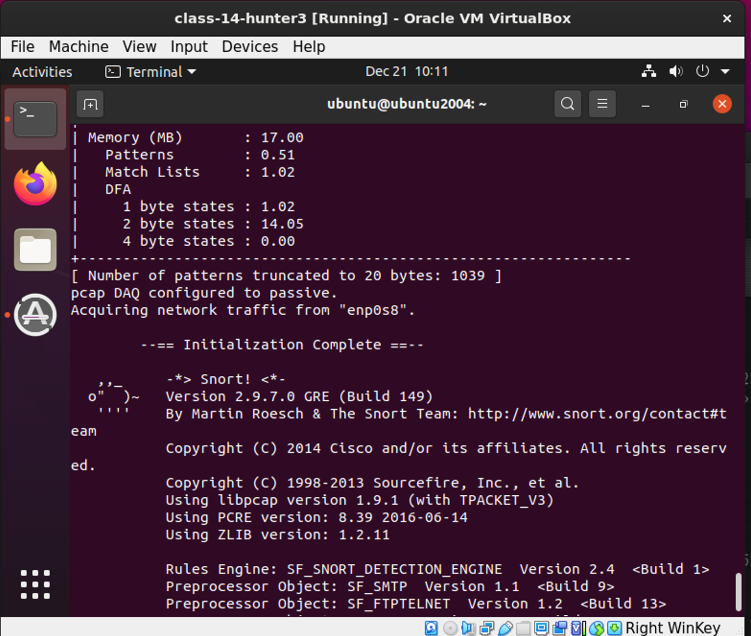 class-14-hunter3 [Running] - Oracle VM VirtualBox
File Machine View Input Devices Help
Activities Terminal Dec 21 10:11
ubuntu@ubuntu2004: ~
| Memory (MB) : 17.00
| Patterns : 0.51
| Match Lists : 1.02
| DFA
| 1 byte states : 1.02
| 2 byte states : 14.05
| 4 byte states : 0.00
+----------------------------------------------------------------
[ Number of patterns truncated to 20 bytes: 1039 ]
pcap DAQ configured to passive.
Acquiring network traffic from "enp0s8".
--== Initialization Complete ==--
,,_ -*> Snort! <*-
o" )~ Version 2.9.7.0 GRE (Build 149)
'''' By Martin Roesch & The Snort Team: http://www.snort.org/contact#t
eam
Copyright (C) 2014 Cisco and/or its affiliates. All rights reserv
ed.
Copyright (C) 1998-2013 Sourcefire, Inc., et al.
Using libpcap version 1.9.1 (with TPACKET_V3)
Using PCRE version: 8.39 2016-06-14
Using ZLIB version: 1.2.11
Rules Engine: SF_SNORT_DETECTION_ENGINE Version 2.4 <Build 1>
Preprocessor Object: SF_SMTP Version 1.1 <Build 9>
Preprocessor Object: SF_FTPTELNET Version 1.2 <Build 13>
Right WinKey